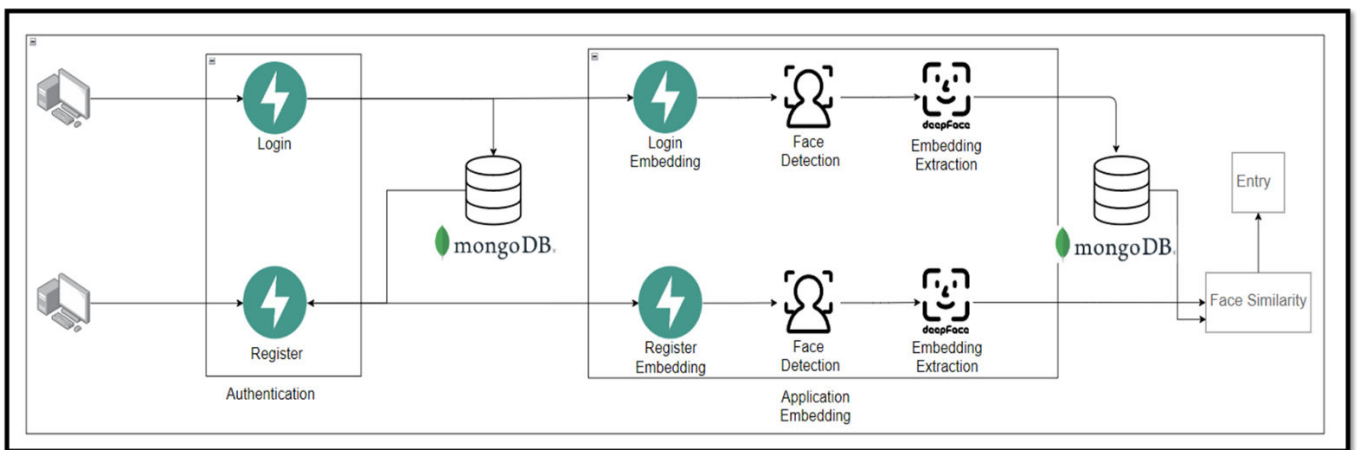 Login
Login
Embedding
Face
Detection
deepFace
Embedding
Extraction
Entry
mongoDB.
mongoDB.
Face Similarity
Register
Register
Embedding
Face
Detection
deepFace
Embedding
Extraction
Authentication
Application
Embedding